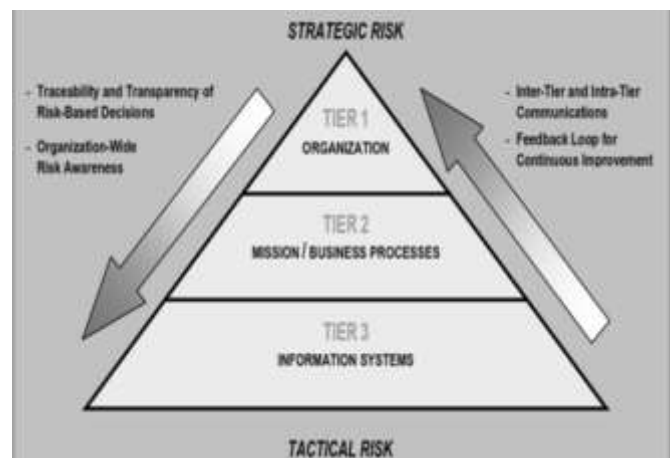 STRATEGIC RISK
- Traceability and Transparency of
Risk-Based Decisions
- Organization-Wide
Risk Awareness
- Inter-Tier and Intra-Tier
Communications
- Feedback Loop for
Continuous Improvement
TIER 1
ORGANIZATION
TIER 2
MISSION / BUSINESS PROCESSES
TIER 3
INFORMATION SYSTEMS
TACTICAL RISK